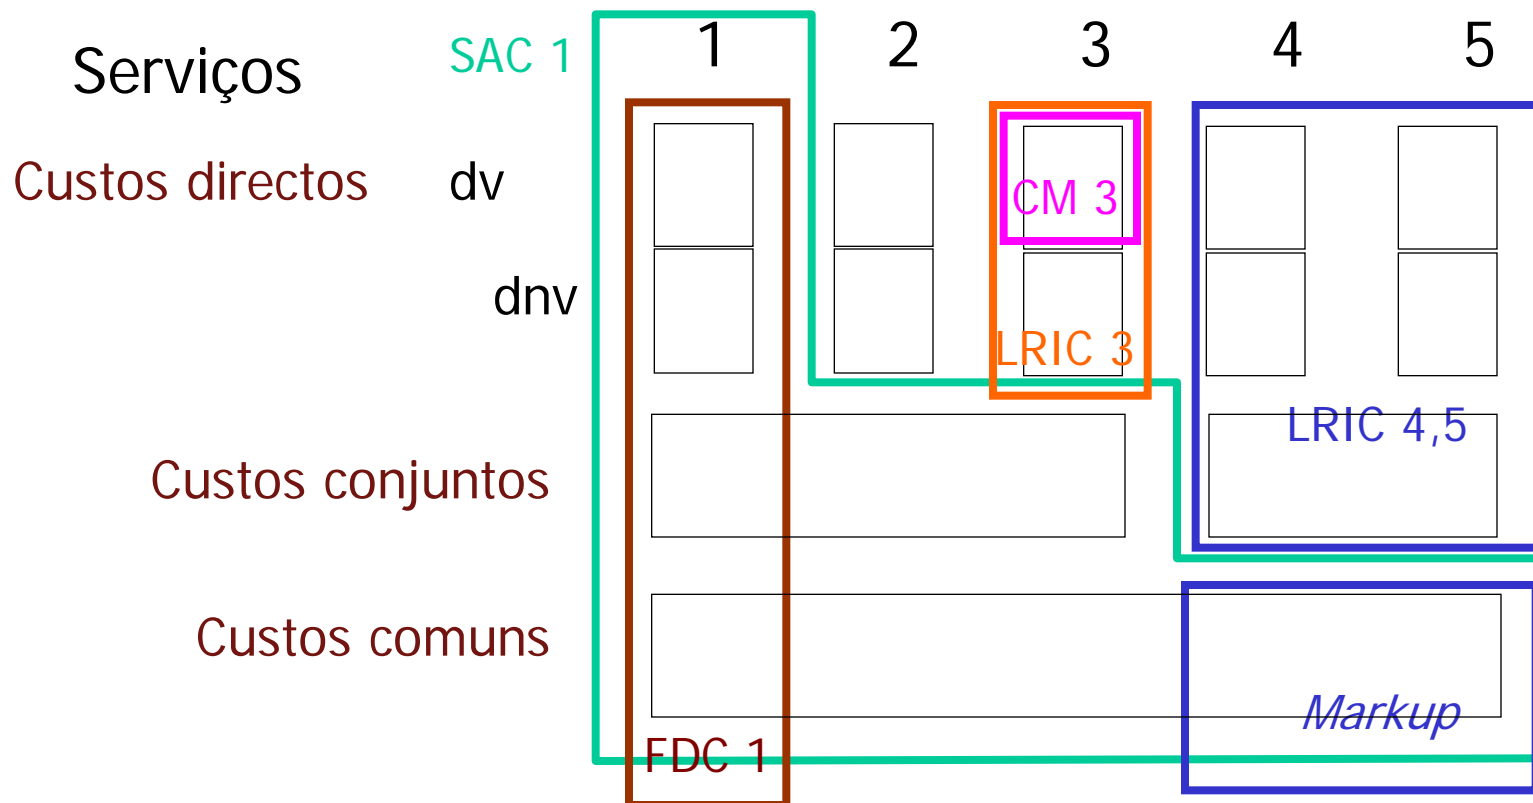 Serviços SAC 1 1 2 3 4 5
Custos directos dv CM 3
dnv
LRIC 3
LRIC 4,5
Custos conjuntos
Custos comuns
Markup
FDC 1